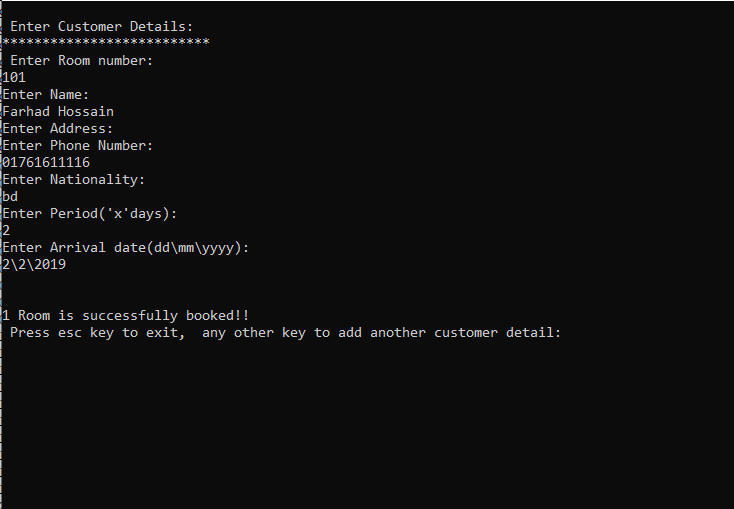 Enter Customer Details:
**************************
Enter Room number:
101
Enter Name:
Farhad Hossain
Enter Address:
Enter Phone Number:
01761611116
Enter Nationality:
bd
Enter Period('x'days):
2
Enter Arrival date(dd\mm\yyyy):
2\2\2019
1 Room is successfully booked!!
Press esc key to exit,  any other key to add another customer detail: